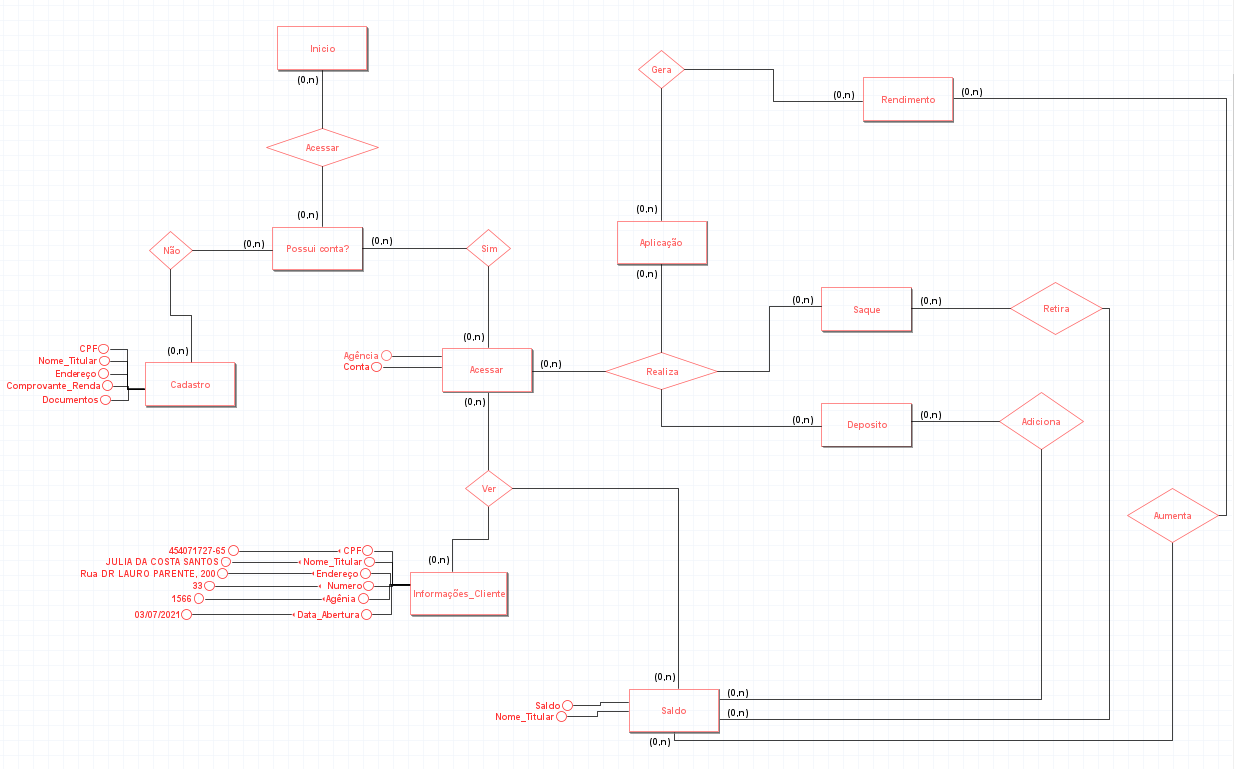 Inicio
(0,n)
Acessar
(0,n)
Possui conta?
(0,n)
Não
(0,n)
Sim
(0,n)
Cadastro
CPF
Nome_Titular
Endereço
Comprovante_Renda
Documentos
(0,n)
Acessar
Agência
Conta
(0,n)
(0,n)
Realiza
(0,n)
Aplicação
(0,n)
Gera
(0,n)
Rendimento
(0,n)
(0,n)
Saque
(0,n)
Retira
(0,n)
Deposito
(0,n)
Adiciona
Aumenta
Ver
(0,n)
Informações_Cliente
454071727-65 CPF
JULIA DA COSTA SANTOS Nome_Titular
Rua DR LAURO PARENTE, 200 Endereço
33 Numero
1566 Agênia
03/07/2021 Data_Abertura
(0,n)
Saldo
Saldo
Nome_Titular
(0,n)
(0,n)
(0,n)